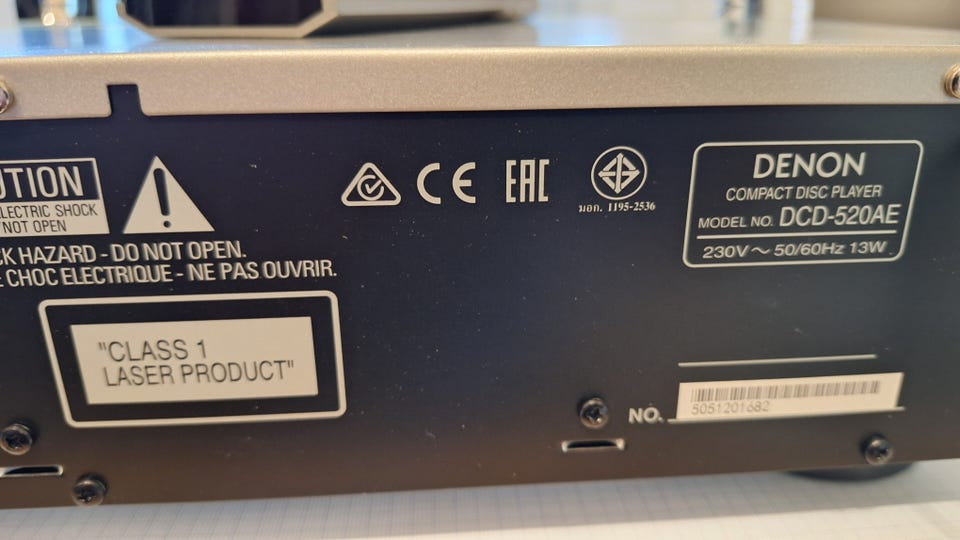 UTION
ELECTRIC SHOCK
NOT OPEN
CK HAZARD - DO NOT OPEN.
E CHOC ELECTRIQUE - NE PAS OUVRIR.
"CLASS 1
LASER PRODUCT"
CE
EAC
มอก. 1195-2536
DENON
COMPACT DISC PLAYER
MODEL NO. DCD-520AE
230V ~ 50/60Hz 13W
NO.
5051201682